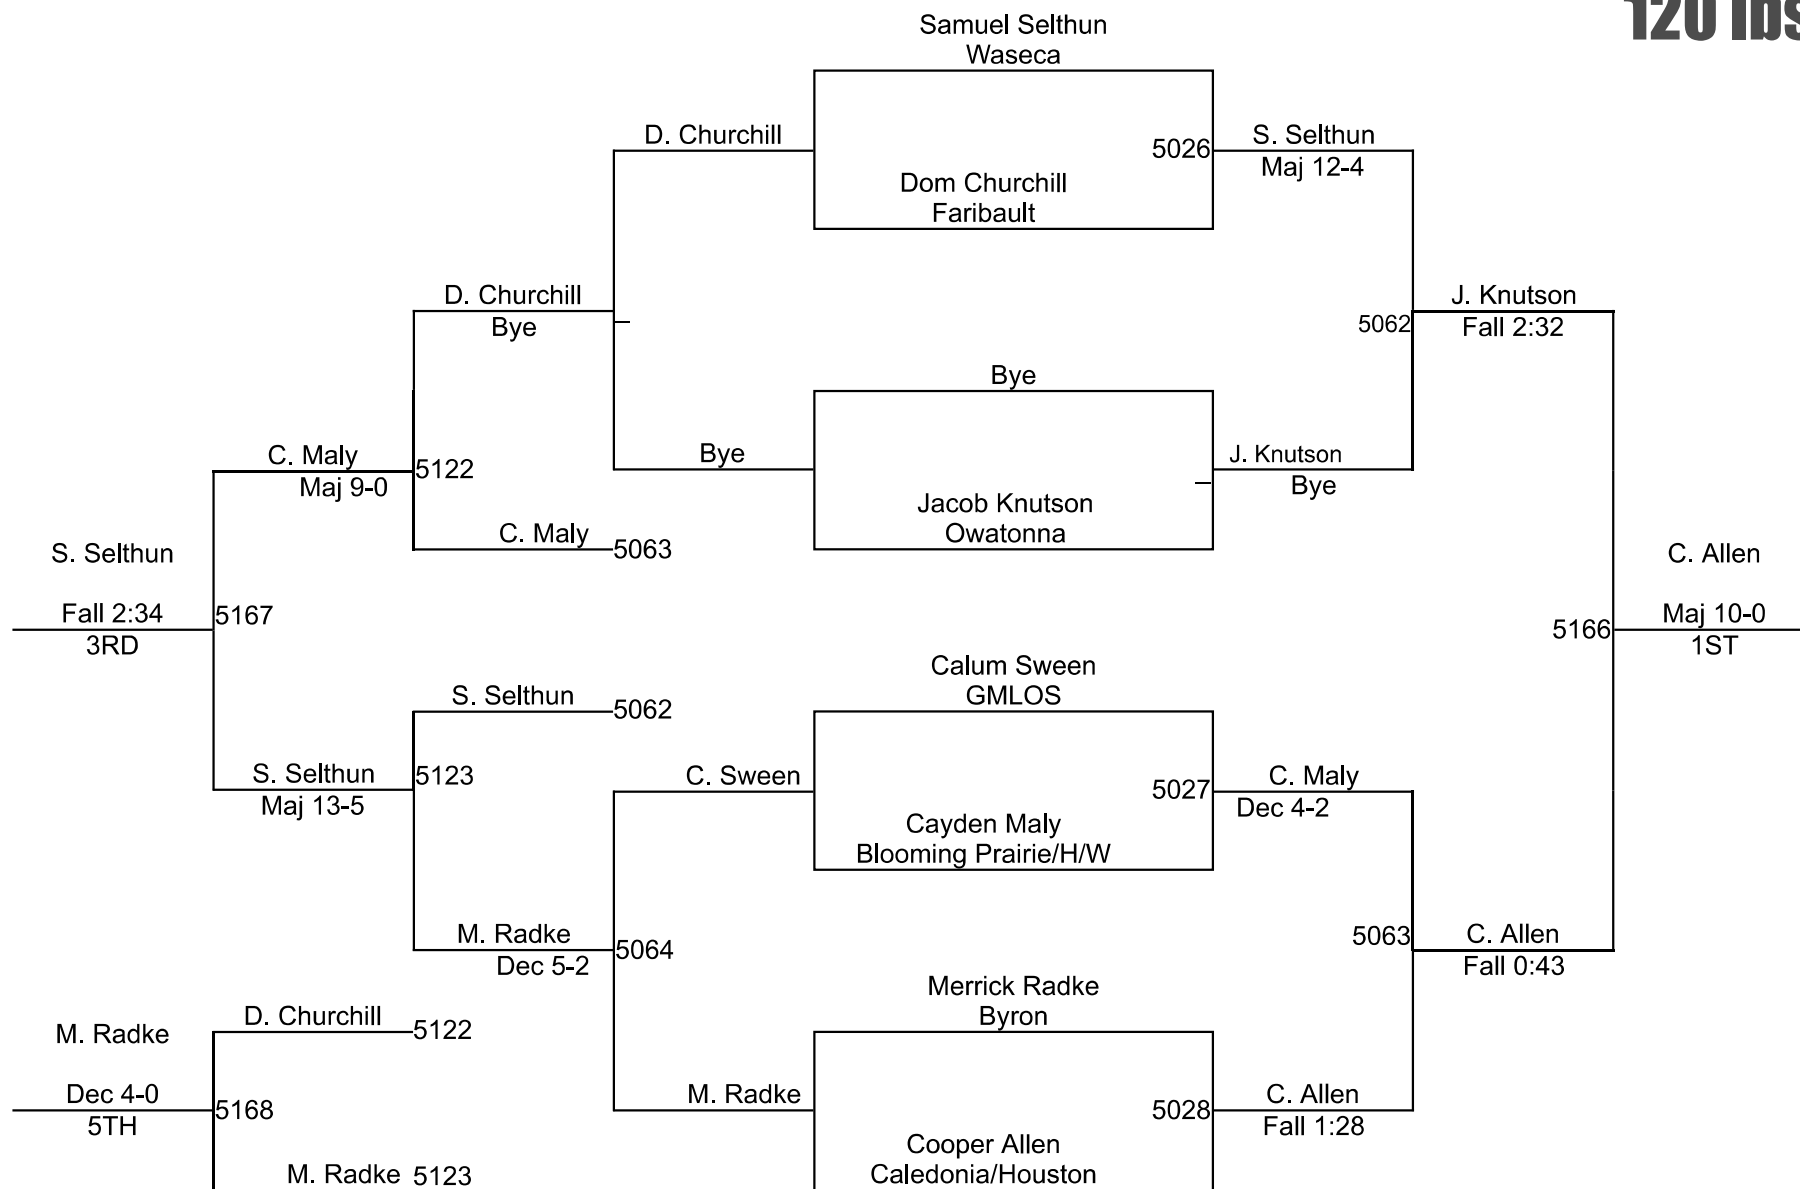 120 lbs
Samuel Selthun
Waseca
D. Churchill
5026
S. Selthun
Maj 12-4
Dom Churchill
Faribault
D. Churchill
Bye
J. Knutson
5062
Fall 2:32
Bye
C. Maly
5122
Maj 9-0
Bye
J. Knutson
Bye
Jacob Knutson
Owatonna
C. Maly
5063
S. Selthun
C. Allen
Fall 2:34
5167
3RD
5166
Maj 10-0
1ST
Calum Sween
GMLOS
S. Selthun
5062
S. Selthun
5123
Maj 13-5
C. Sween
5027
C. Maly
Dec 4-2
Cayden Maly
Blooming Prairie/H/W
M. Radke
5064
Dec 5-2
5063
C. Allen
Fall 0:43
Merrick Radke
Byron
D. Churchill
5122
M. Radke
Dec 4-0
5168
5TH
M. Radke
5028
C. Allen
Fall 1:28
Cooper Allen
Caledonia/Houston
M. Radke
5123